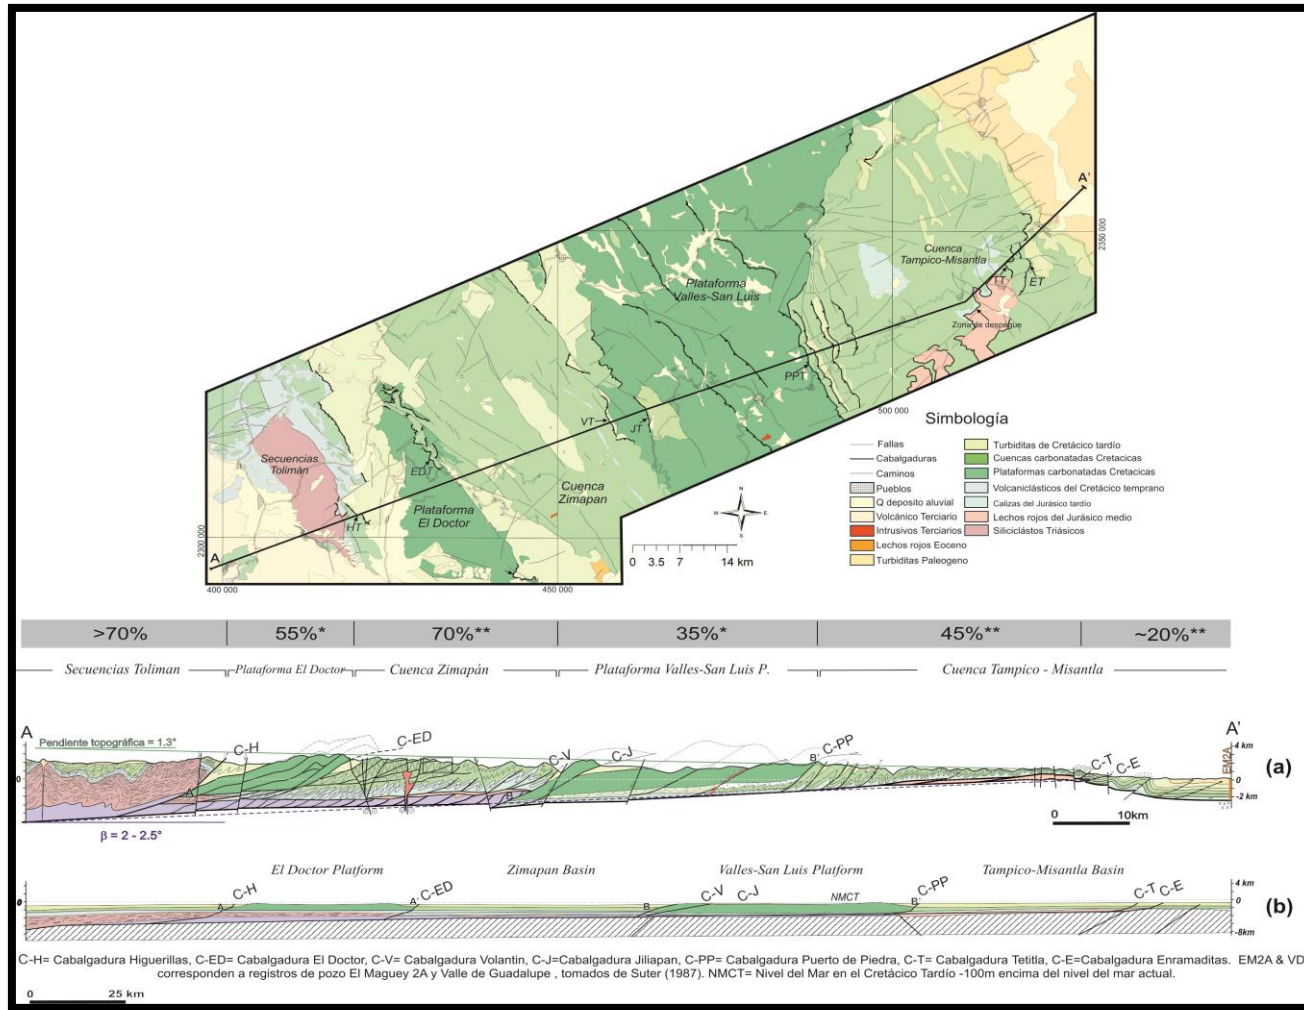 A'
2350 000
Cuenca
Tampico-Misantla
TT
ET
Zona de despegue
Plataforma
Valles-San Luis
PPT
500 000
VT
JT
Secuencias
Tolimán
EDT
Cuenca
Zimapan
Plataforma
El Doctor
HT
2300 000
A
400 000
450 000
N
W
E
S
0 3.5 7 14 km
Simbología
Fallas
Cabalgaduras
Caminos
Pueblos
Q deposito aluvial
Volcánico Terciario
Intrusivos Terciarios
Lechos rojos Eoceno
Turbiditas Paleogeno
Turbiditas de Cretácico tardío
Cuencas carbonatadas Cretacicas
Plataformas carbonatadas Cretacicas
Volcaniclásticos del Cretácico temprano
Calizas del Jurásico tardio
Lechos rojos del Jurásico medio
Siliciclástos Triásicos
>70% 55%* 70%** 35%* 45%** ~20%**
Secuencias Toliman Plataforma El Doctor Cuenca Zimapán Plataforma Valles-San Luis P. Cuenca Tampico - Misantla
A A'
Pendiente topográfica = 1.3°
C-H C-ED C-V C-J B' C-PP C-T C-E EM2A
4 km
0 0
-2 km
A B
(a)
β = 2 - 2.5°
0 10km
El Doctor Platform Zimapan Basin Valles-San Luis Platform Tampico-Misantla Basin
C-H C-ED C-V C-J NMCT C-PP C-T C-E
4 km
0 A A' B B' 0
-8km
(b)
C-H= Cabalgadura Higuerillas, C-ED= Cabalgadura El Doctor, C-V= Cabalgadura Volantin, C-J=Cabalgadura Jiliapan, C-PP= Cabalgadura Puerto de Piedra, C-T= Cabalgadura Tetitla, C-E=Cabalgadura Enramaditas. EM2A & VD
corresponden a registros de pozo El Maguey 2A y Valle de Guadalupe , tomados de Suter (1987). NMCT= Nivel del Mar en el Cretácico Tardío -100m encima del nivel del mar actual.
0 25 km